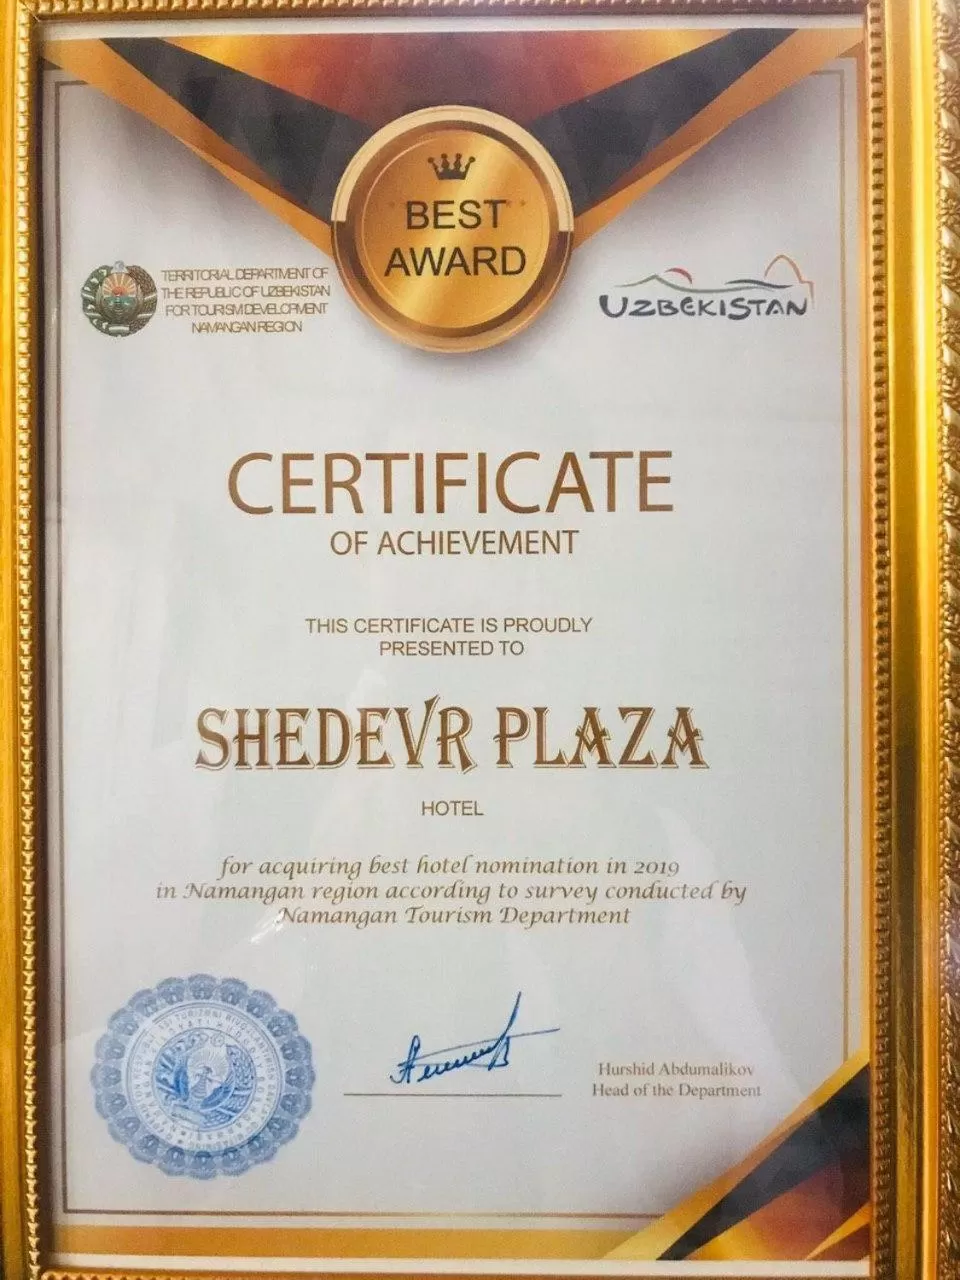 BEST
AWARD
TERRITORIAL DEPARTMENT OF
THE REPUBLIC OF UZBEKISTAN
FOR TOURISM DEVELOPMENT
NAMANGAN REGION
UZBEKISTAN
CERTIFICATE
OF ACHIEVEMENT
THIS CERTIFICATE IS PROUDLY
PRESENTED TO
SHEDEVR PLAZA
HOTEL
for acquiring best hotel nomination in 2019
in Namangan region according to survey conducted by
Namangan Tourism Department
Hurshid Abdumalikov
Head of the Department